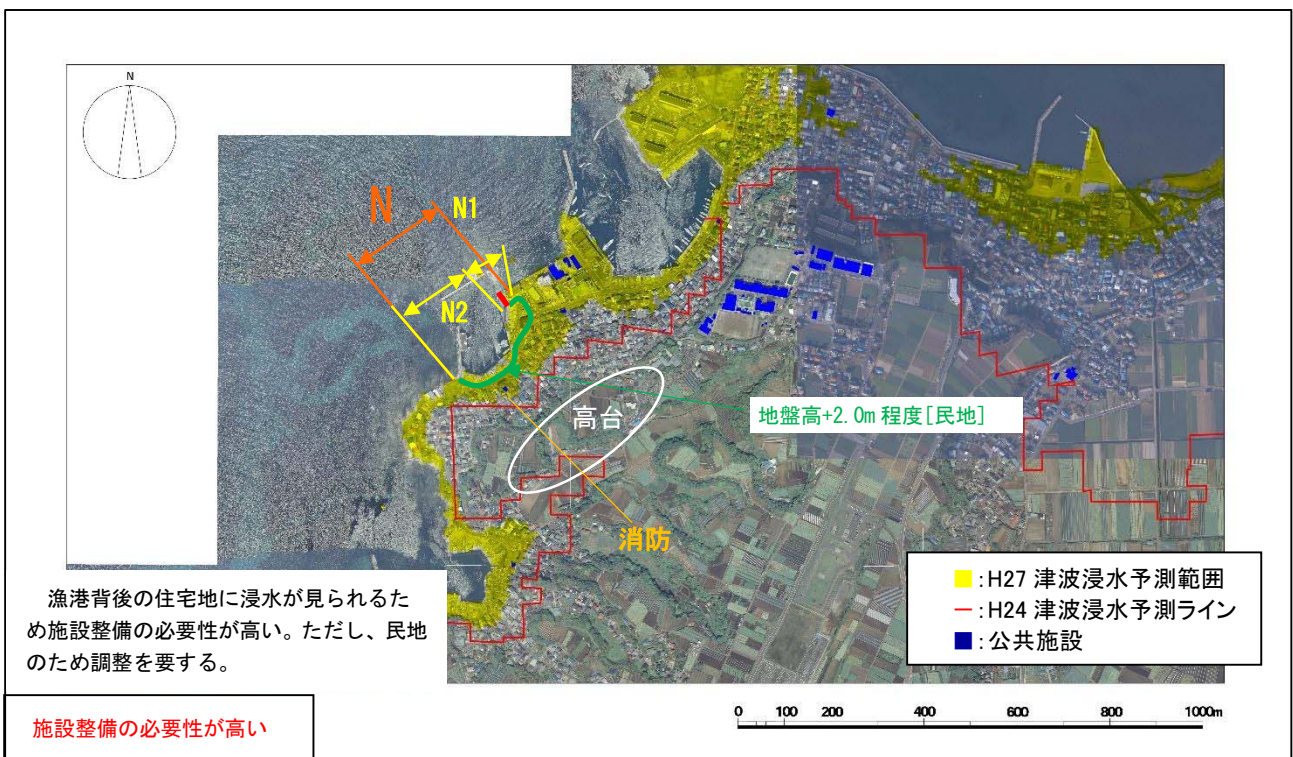 N
N
N1
N2
高台
地盤高+2.0m 程度[民地]
消防
■:H27 津波浸水予測範囲
―:H24 津波浸水予測ライン
■:公共施設
漁港背後の住宅地に浸水が見られるた
め施設整備の必要性が高い。ただし、民地
のため調整を要する。
施設整備の必要性が高い
0 100 200 400 600 800 1000m